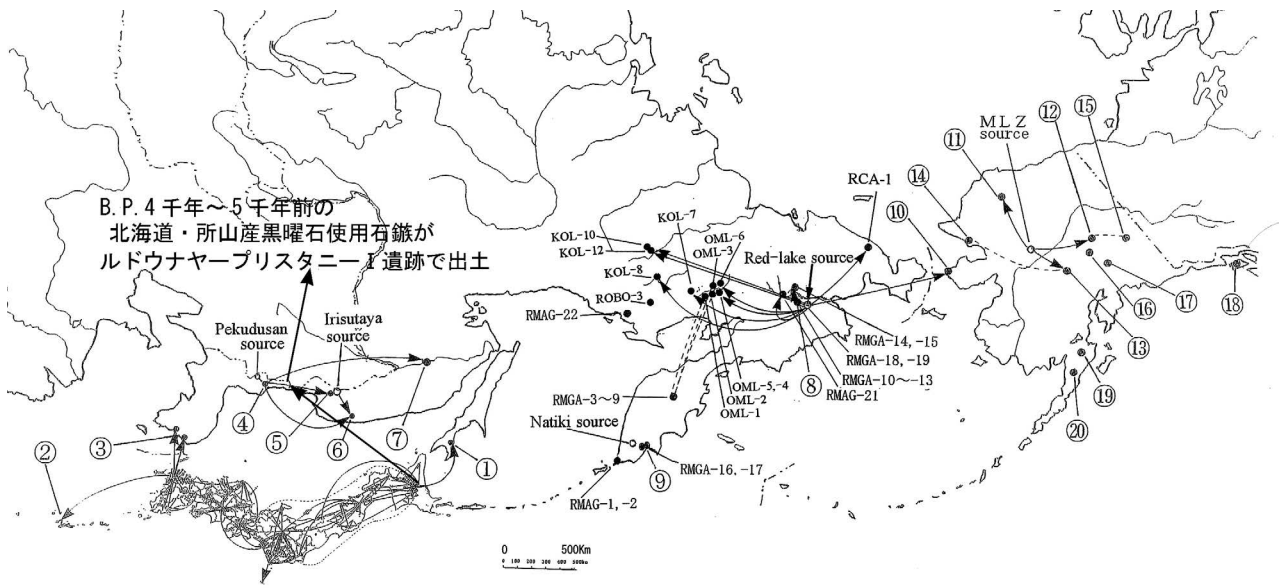 B.P.4千年～5千年前の
北海道・所山産黒曜石使用石鏃が
ルドウナヤープリスタニーⅠ遺跡で出土
Pekudusan
source
Irisutaya
source
①
②
③
④
⑤
⑥
⑦
KOL-7
KOL-10
KOL-12
KOL-8
ROBO-3
RMAG-22
OML-6
OML-3
Red-lake source
RCA-1
RMGA-3～9
OML-5,-4
OML-2
OML-1
Natiki source
RMAG-1,-2
⑨
RMGA-16,-17
⑧
RMGA-14,-15
RMGA-18,-19
RMGA-10～-13
RMAG-21
⑩
⑪
⑭
MLZ
source
⑫
⑮
⑯
⑰
⑱
⑬
⑲
⑳
0 500Km
0 100 200 300 400 500km